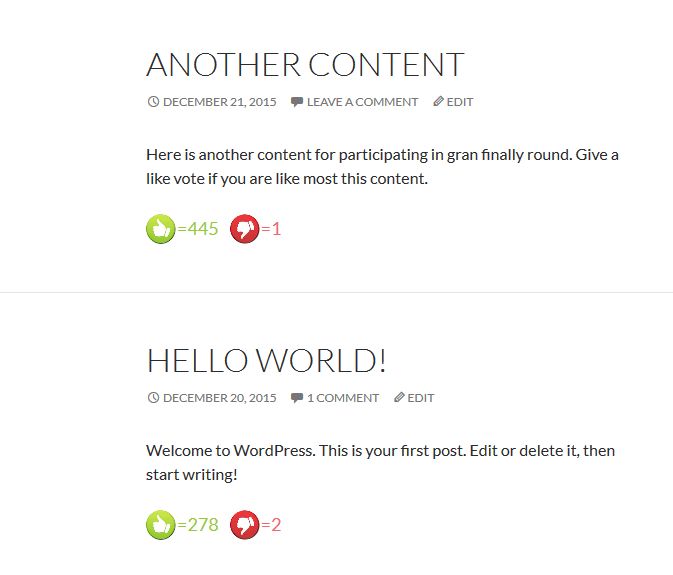 ANOTHER CONTENT
DECEMBER 21, 2015 LEAVE A COMMENT EDIT
Here is another content for participating in gran finally round. Give a
like vote if you are like most this content.
=445 =1
HELLO WORLD!
DECEMBER 20, 2015 1 COMMENT EDIT
Welcome to WordPress. This is your first post. Edit or delete it, then
start writing!
=278 =2